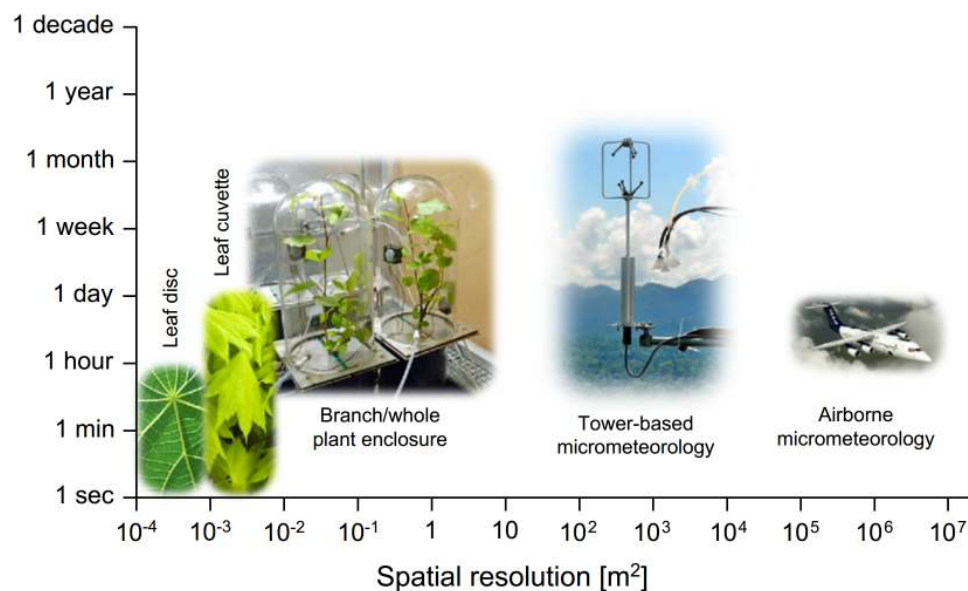 1 decade
1 year
1 month
1 week
1 day
1 hour
1 min
1 sec
Leaf disc
Leaf cuvette
Branch/whole
plant enclosure
Tower-based
micrometeorology
Airborne
micrometeorology
10⁻⁴ 10⁻³ 10⁻² 10⁻¹ 1 10 10² 10³ 10⁴ 10⁵ 10⁶ 10⁷
Spatial resolution [m²]